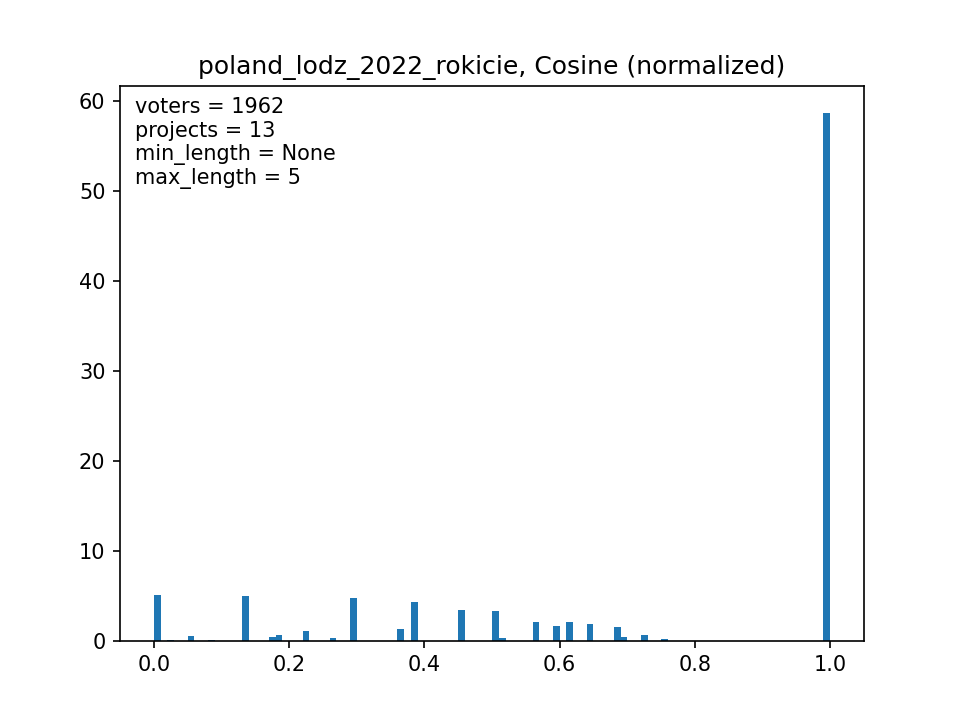 poland_lodz_2022_rokicie, Cosine (normalized)
voters = 1962
projects = 13
min_length = None
max_length = 5
60
50
40
30
20
10
0
0.0 0.2 0.4 0.6 0.8 1.0